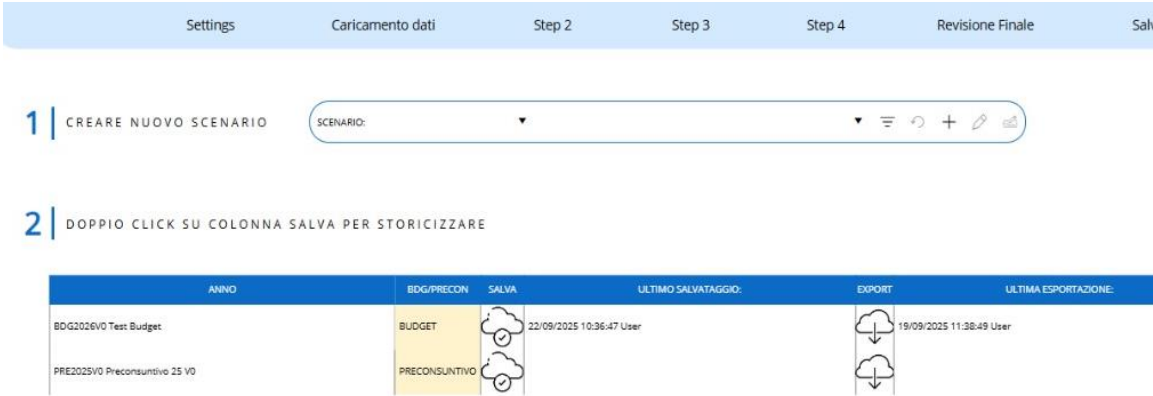 Settings Caricamento dati Step 2 Step 3 Step 4 Revisione Finale
1 CREARE NUOVO SCENARIO SCENARIO:
2 DOPPIO CLICK SU COLONNA SALVA PER STORICIZZARE
ANNO BDG/PRECON SALVA ULTIMO SALVATAGGIO: EXPORT ULTIMA ESPORTAZIONE:
BDG2026V0 Test Budget BUDGET 22/09/2025 10:36:47 User 19/09/2025 11:38:49 User
PRE2025V0 Preconsuntivo 25 V0 PRECONSUNTIVO